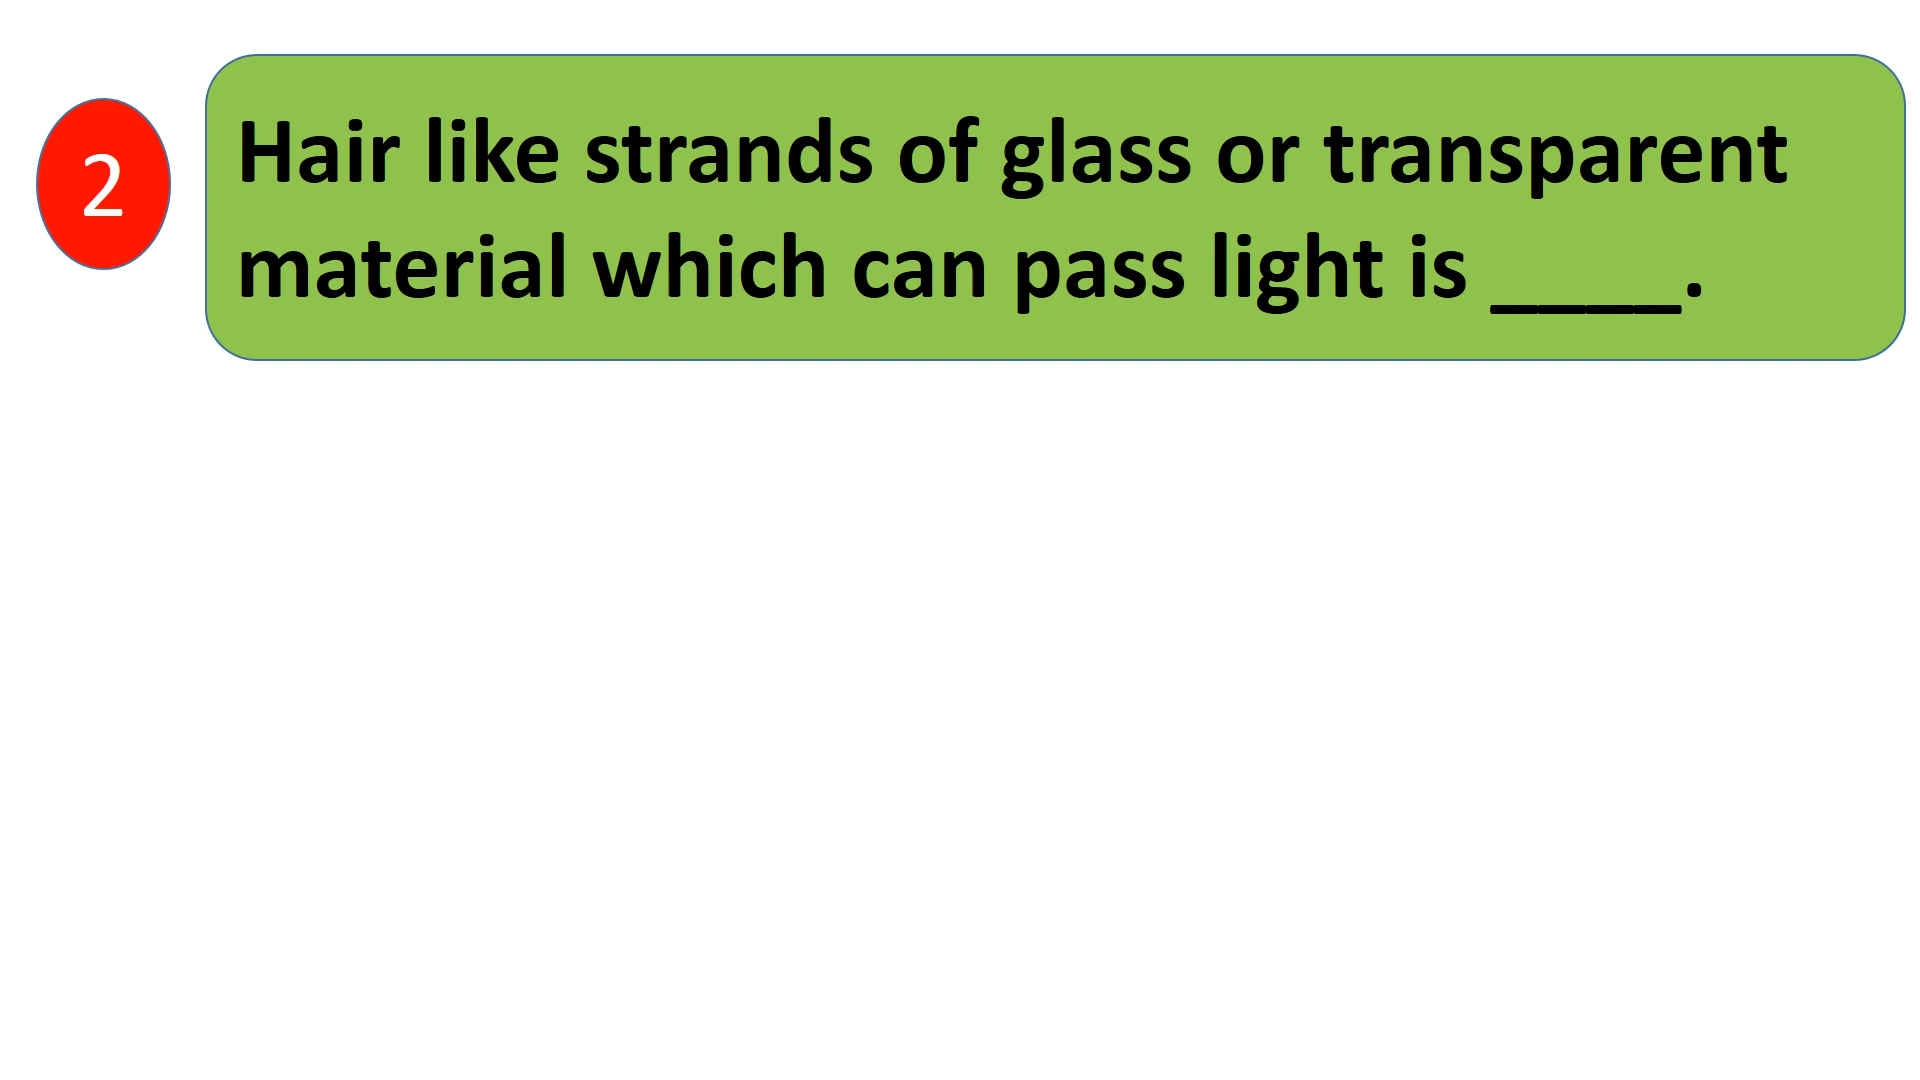 2
Hair like strands of glass or transparent
material which can pass light is ____.